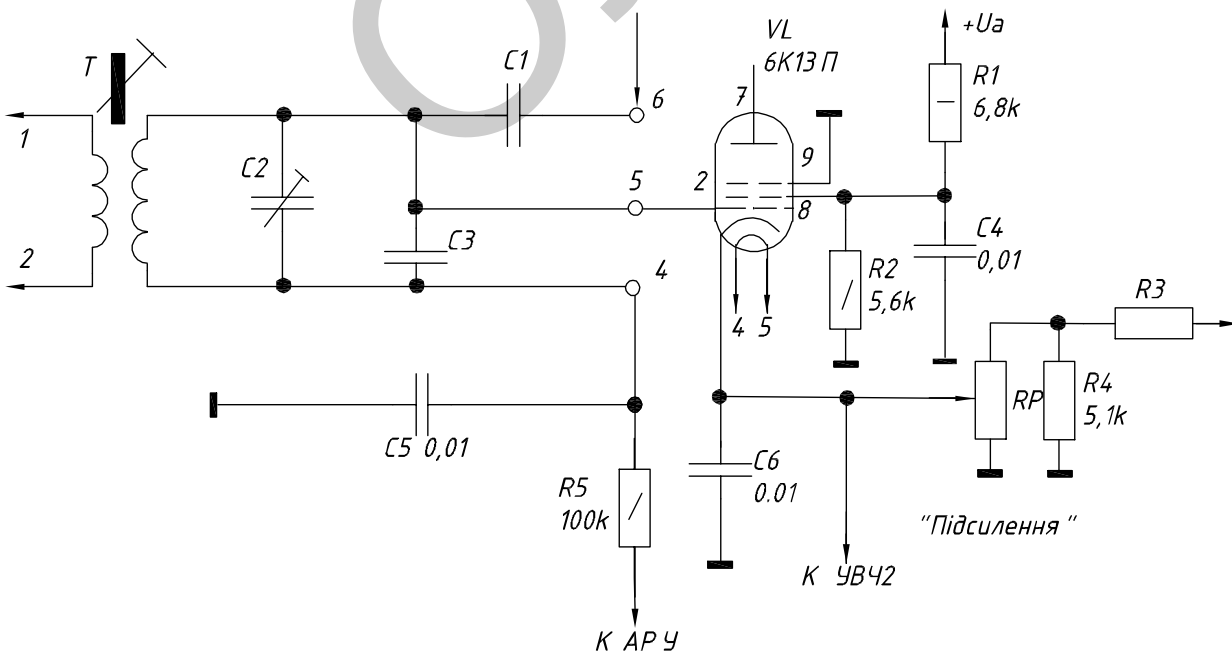 T
1
2
C2
C1
C3
6
5
4
VL
6К13 П
7
9
2
8
4 5
+Ua
R1
6,8k
R2
5,6k
C4
0,01
R3
RP
R4
5,1k
C5 0,01
R5
100k
C6
0.01
"Підсилення "
К УВЧ2
К АР У